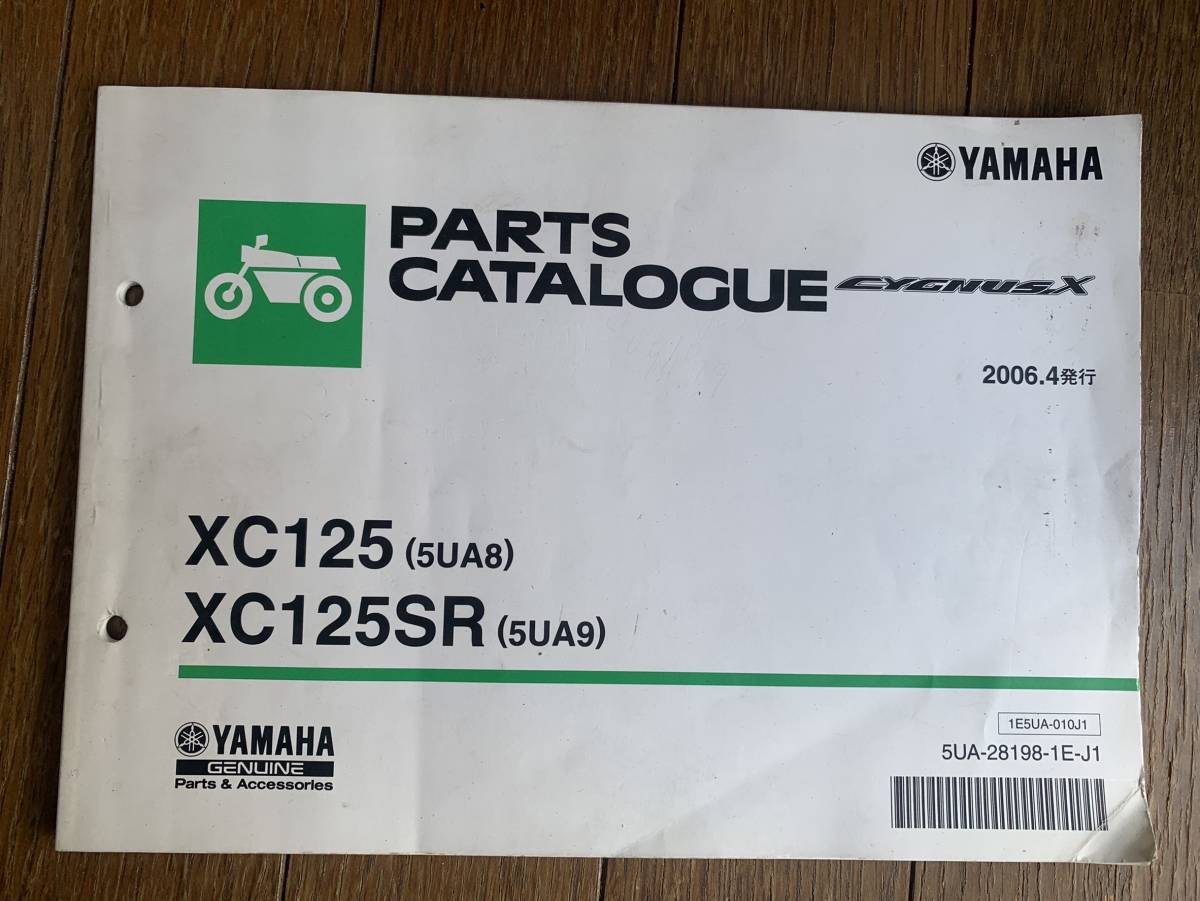 YAMAHA
PARTS
CATALOGUE CYGNUS X
2006.4発行
XC125 (5UA8)
XC125SR (5UA9)
YAMAHA
GENUINE
Parts & Accessories
1E5UA-010J1
5UA-28198-1E-J1